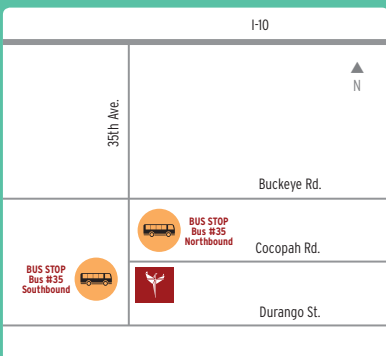 I-10
N
35th Ave.
Buckeye Rd.
BUS STOP
Bus #35
Northbound
Cocopah Rd.
BUS STOP
Bus #35
Southbound
Durango St.